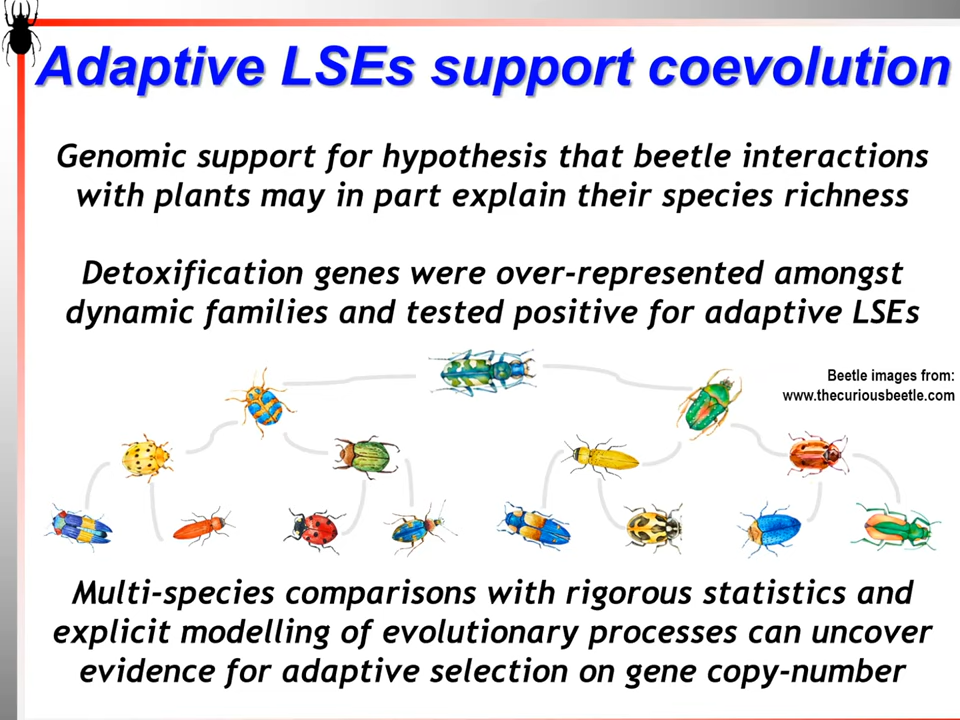 Adaptive LSEs support coevolution
Genomic support for hypothesis that beetle interactions
with plants may in part explain their species richness
Detoxification genes were over-represented amongst
dynamic families and tested positive for adaptive LSEs
Beetle images from:
www.thecuriousbeetle.com
Multi-species comparisons with rigorous statistics and
explicit modelling of evolutionary processes can uncover
evidence for adaptive selection on gene copy-number